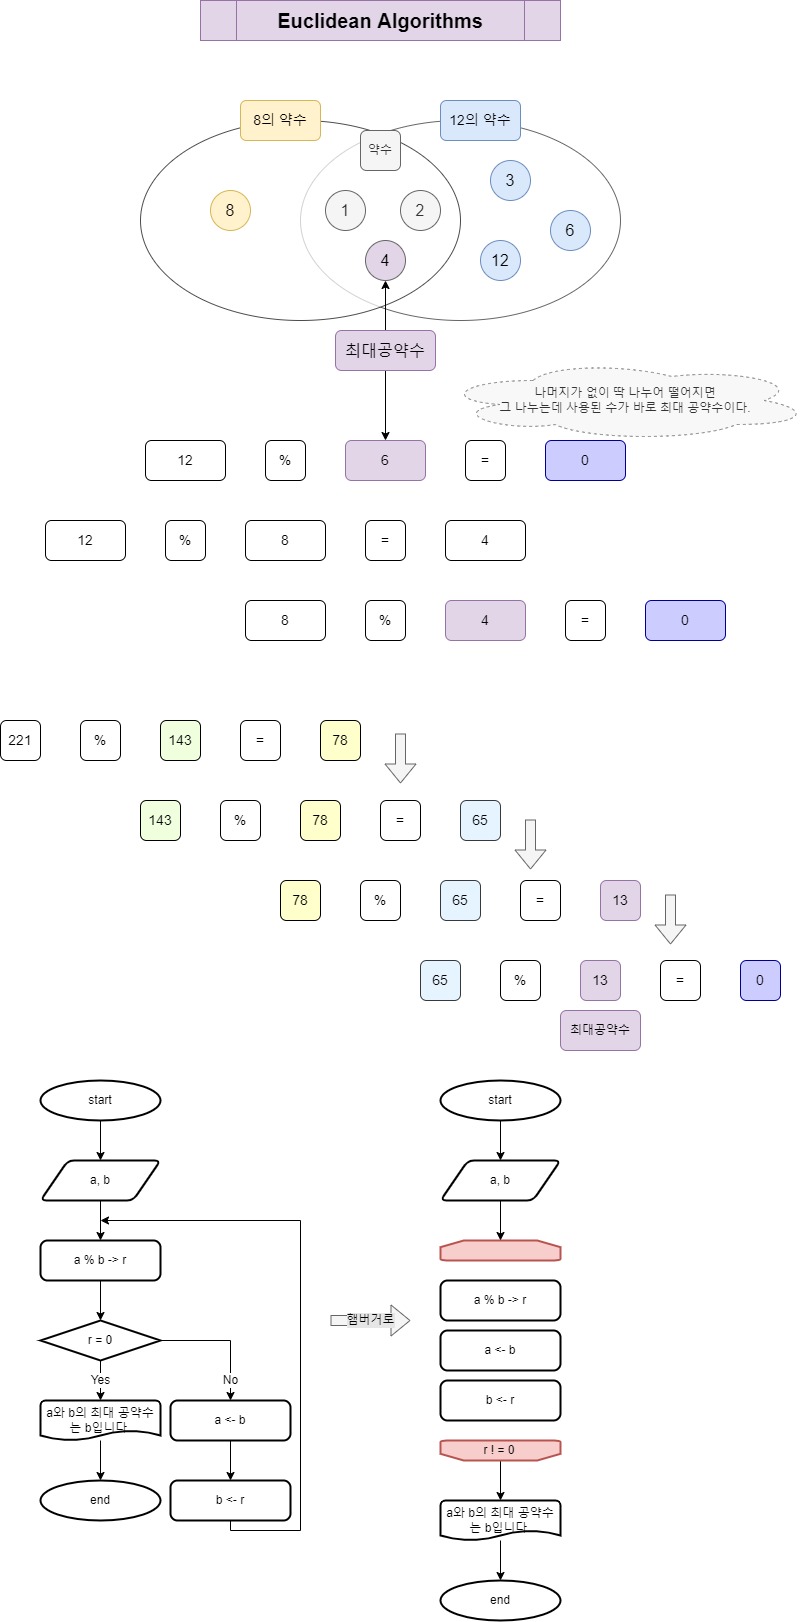 Euclidean Algorithms
8의 약수
12의 약수
약수
8
1
2
4
3
6
12
최대공약수
나머지가 없이 딱 나누어 떨어지면
그 나누는데 사용된 수가 바로 최대 공약수이다.
12 % 6 = 0
12 % 8 = 4
8 % 4 = 0
221 % 143 = 78
143 % 78 = 65
78 % 65 = 13
65 % 13 = 0
최대공약수
start
a, b
a % b -> r
r = 0
Yes
No
a와 b의 최대 공약수
는 b입니다
a <- b
end
b <- r
햄버거로
start
a, b
a % b -> r
a <- b
b <- r
r ! = 0
a와 b의 최대 공약수
는 b입니다
end